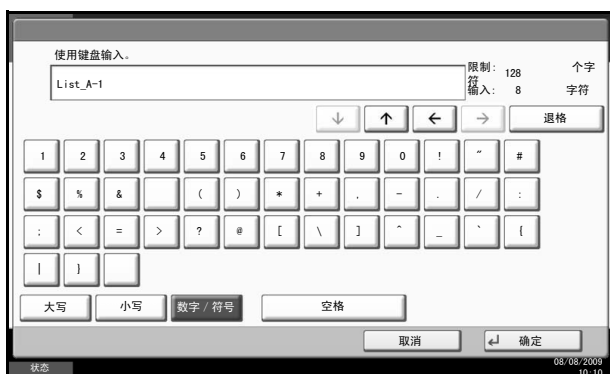 使用键盘输入。
List_A-1
限制: 128 个字符
输入: 8 字符
↓ ↑ ← → 退格
1 2 3 4 5 6 7 8 9 0 ! " #
$ % & ( ) * + , - . / :
; < = > ? @ [ \ ] ^ _ ` {
| }
大写 小写 数字 / 符号 空格
取消 确定
状态 08/08/2009
10:10